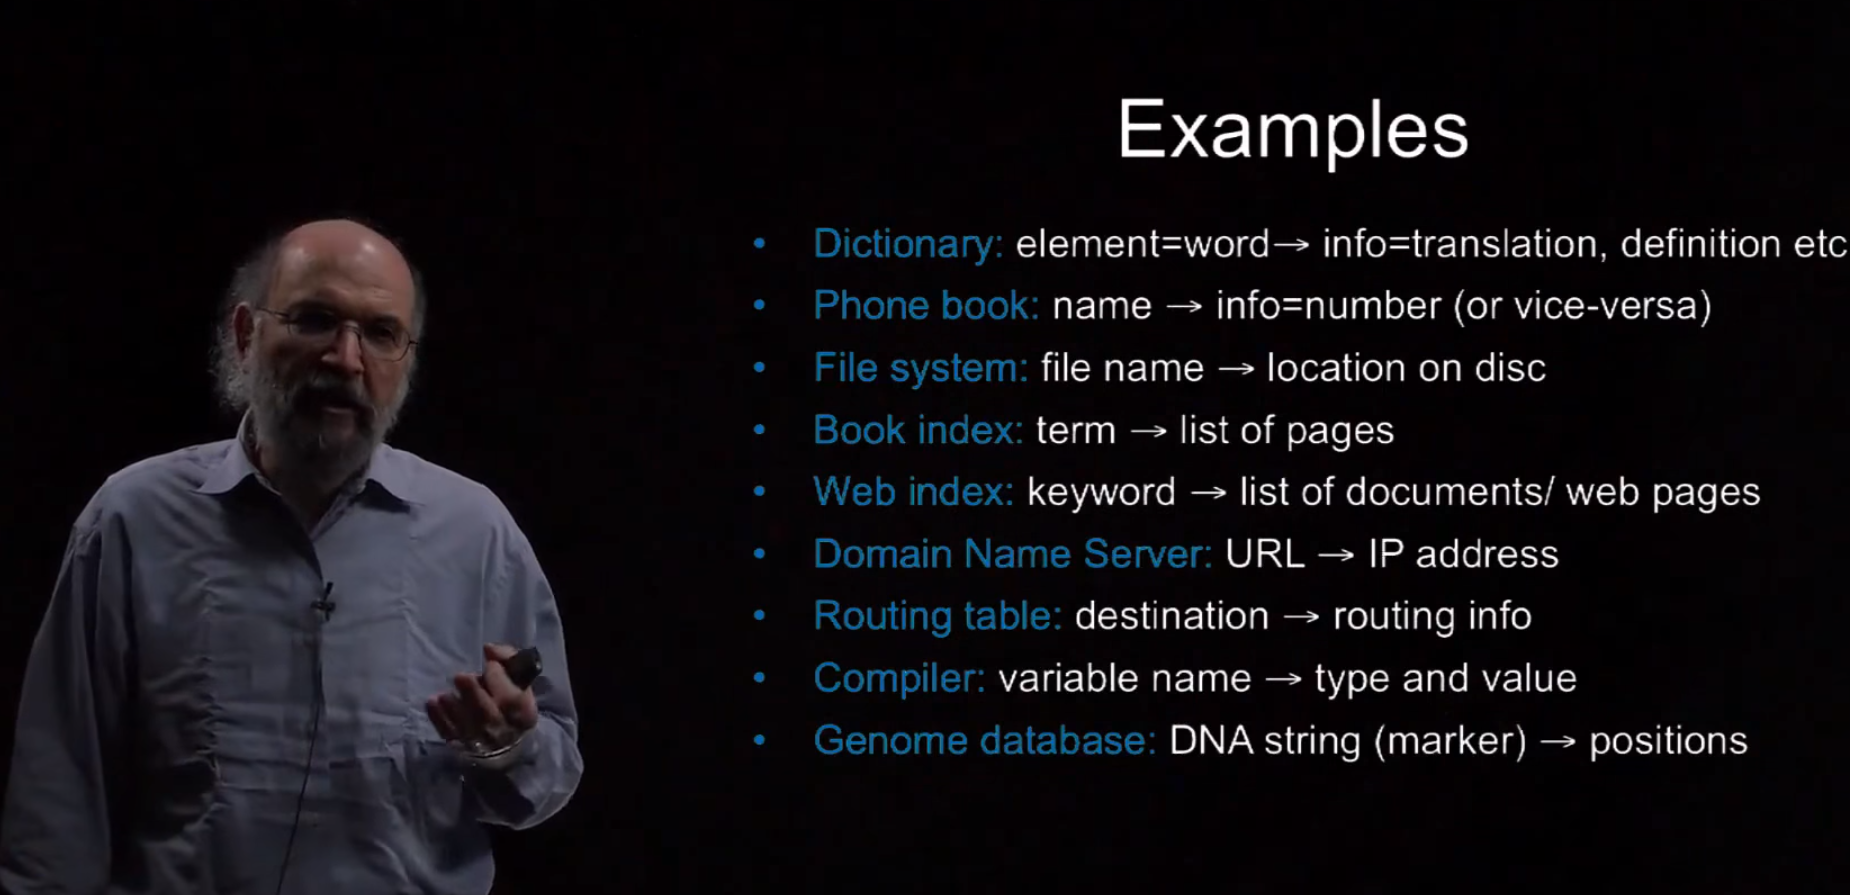 Examples
• Dictionary: element=word→ info=translation, definition etc
• Phone book: name → info=number (or vice-versa)
• File system: file name → location on disc
• Book index: term → list of pages
• Web index: keyword → list of documents/ web pages
• Domain Name Server: URL → IP address
• Routing table: destination → routing info
• Compiler: variable name → type and value
• Genome database: DNA string (marker) → positions